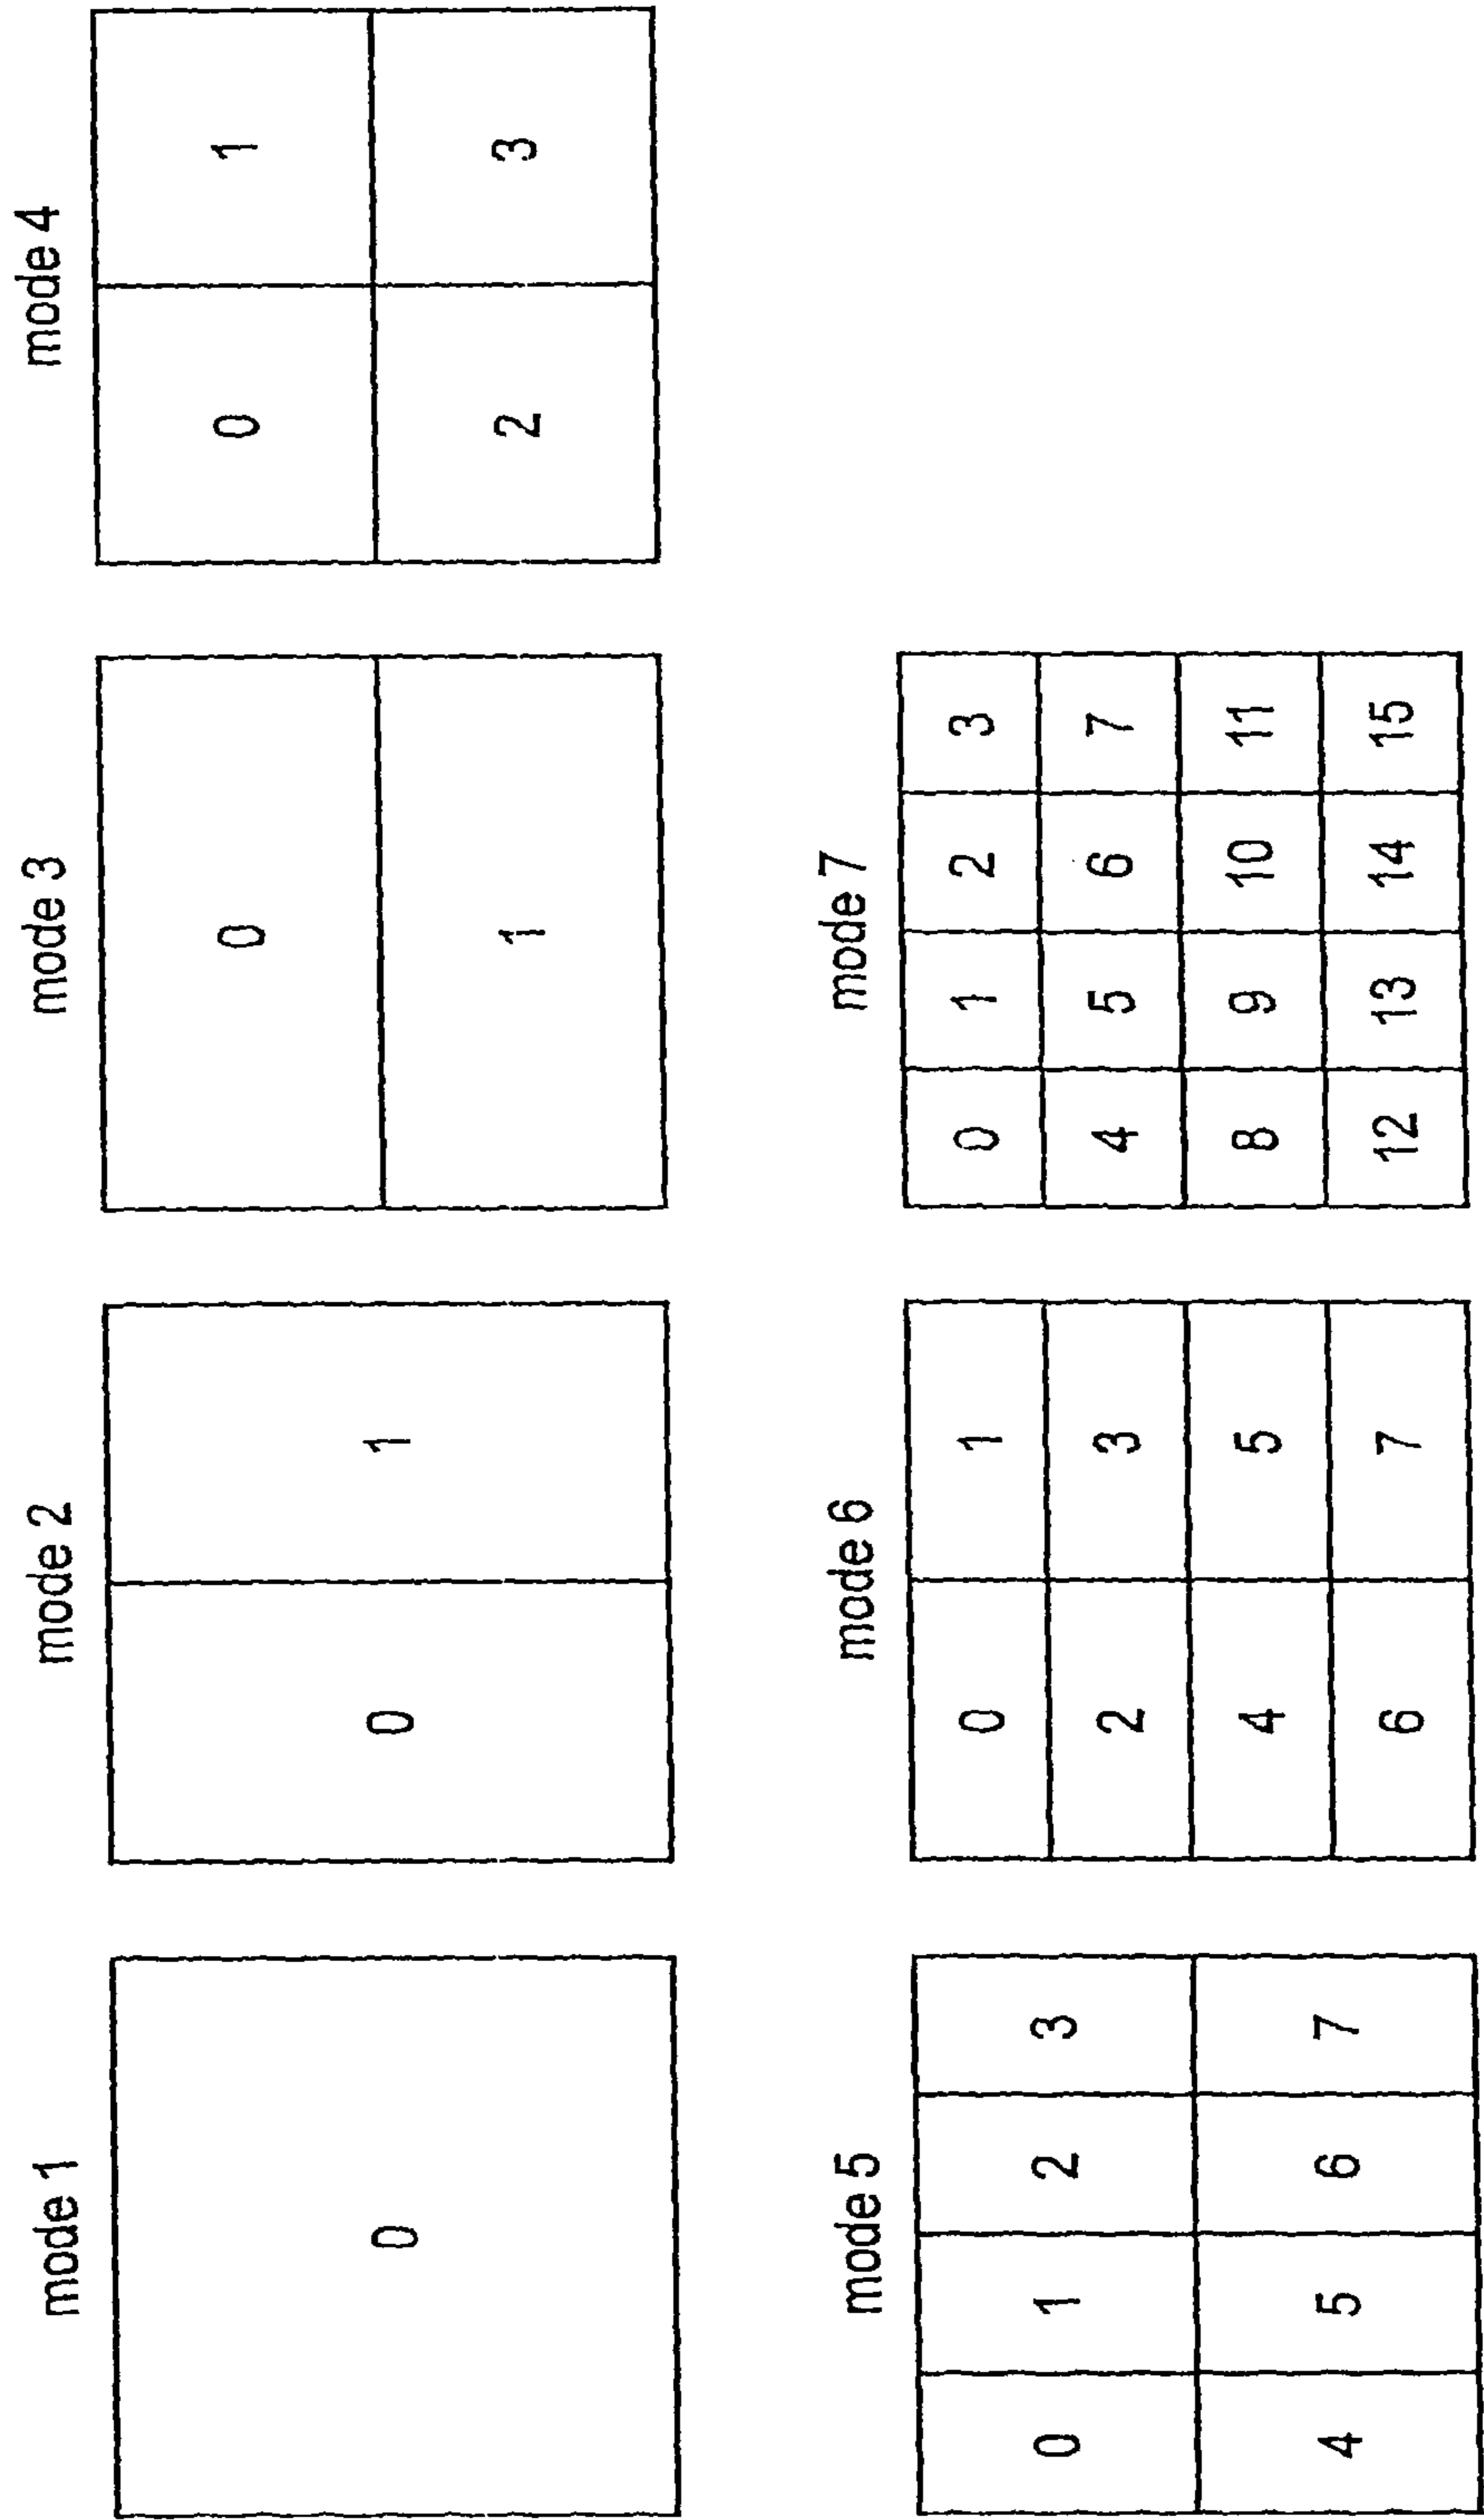 mode 1
0
mode 2
0 1
mode 3
0
1
mode 4
0 1
2 3
mode 5
0 1 2 3
4 5 6 7
mode 6
0 1
2 3
4 5
6 7
mode 7
0 1 2 3
4 5 6 7
8 9 10 11
12 13 14 15